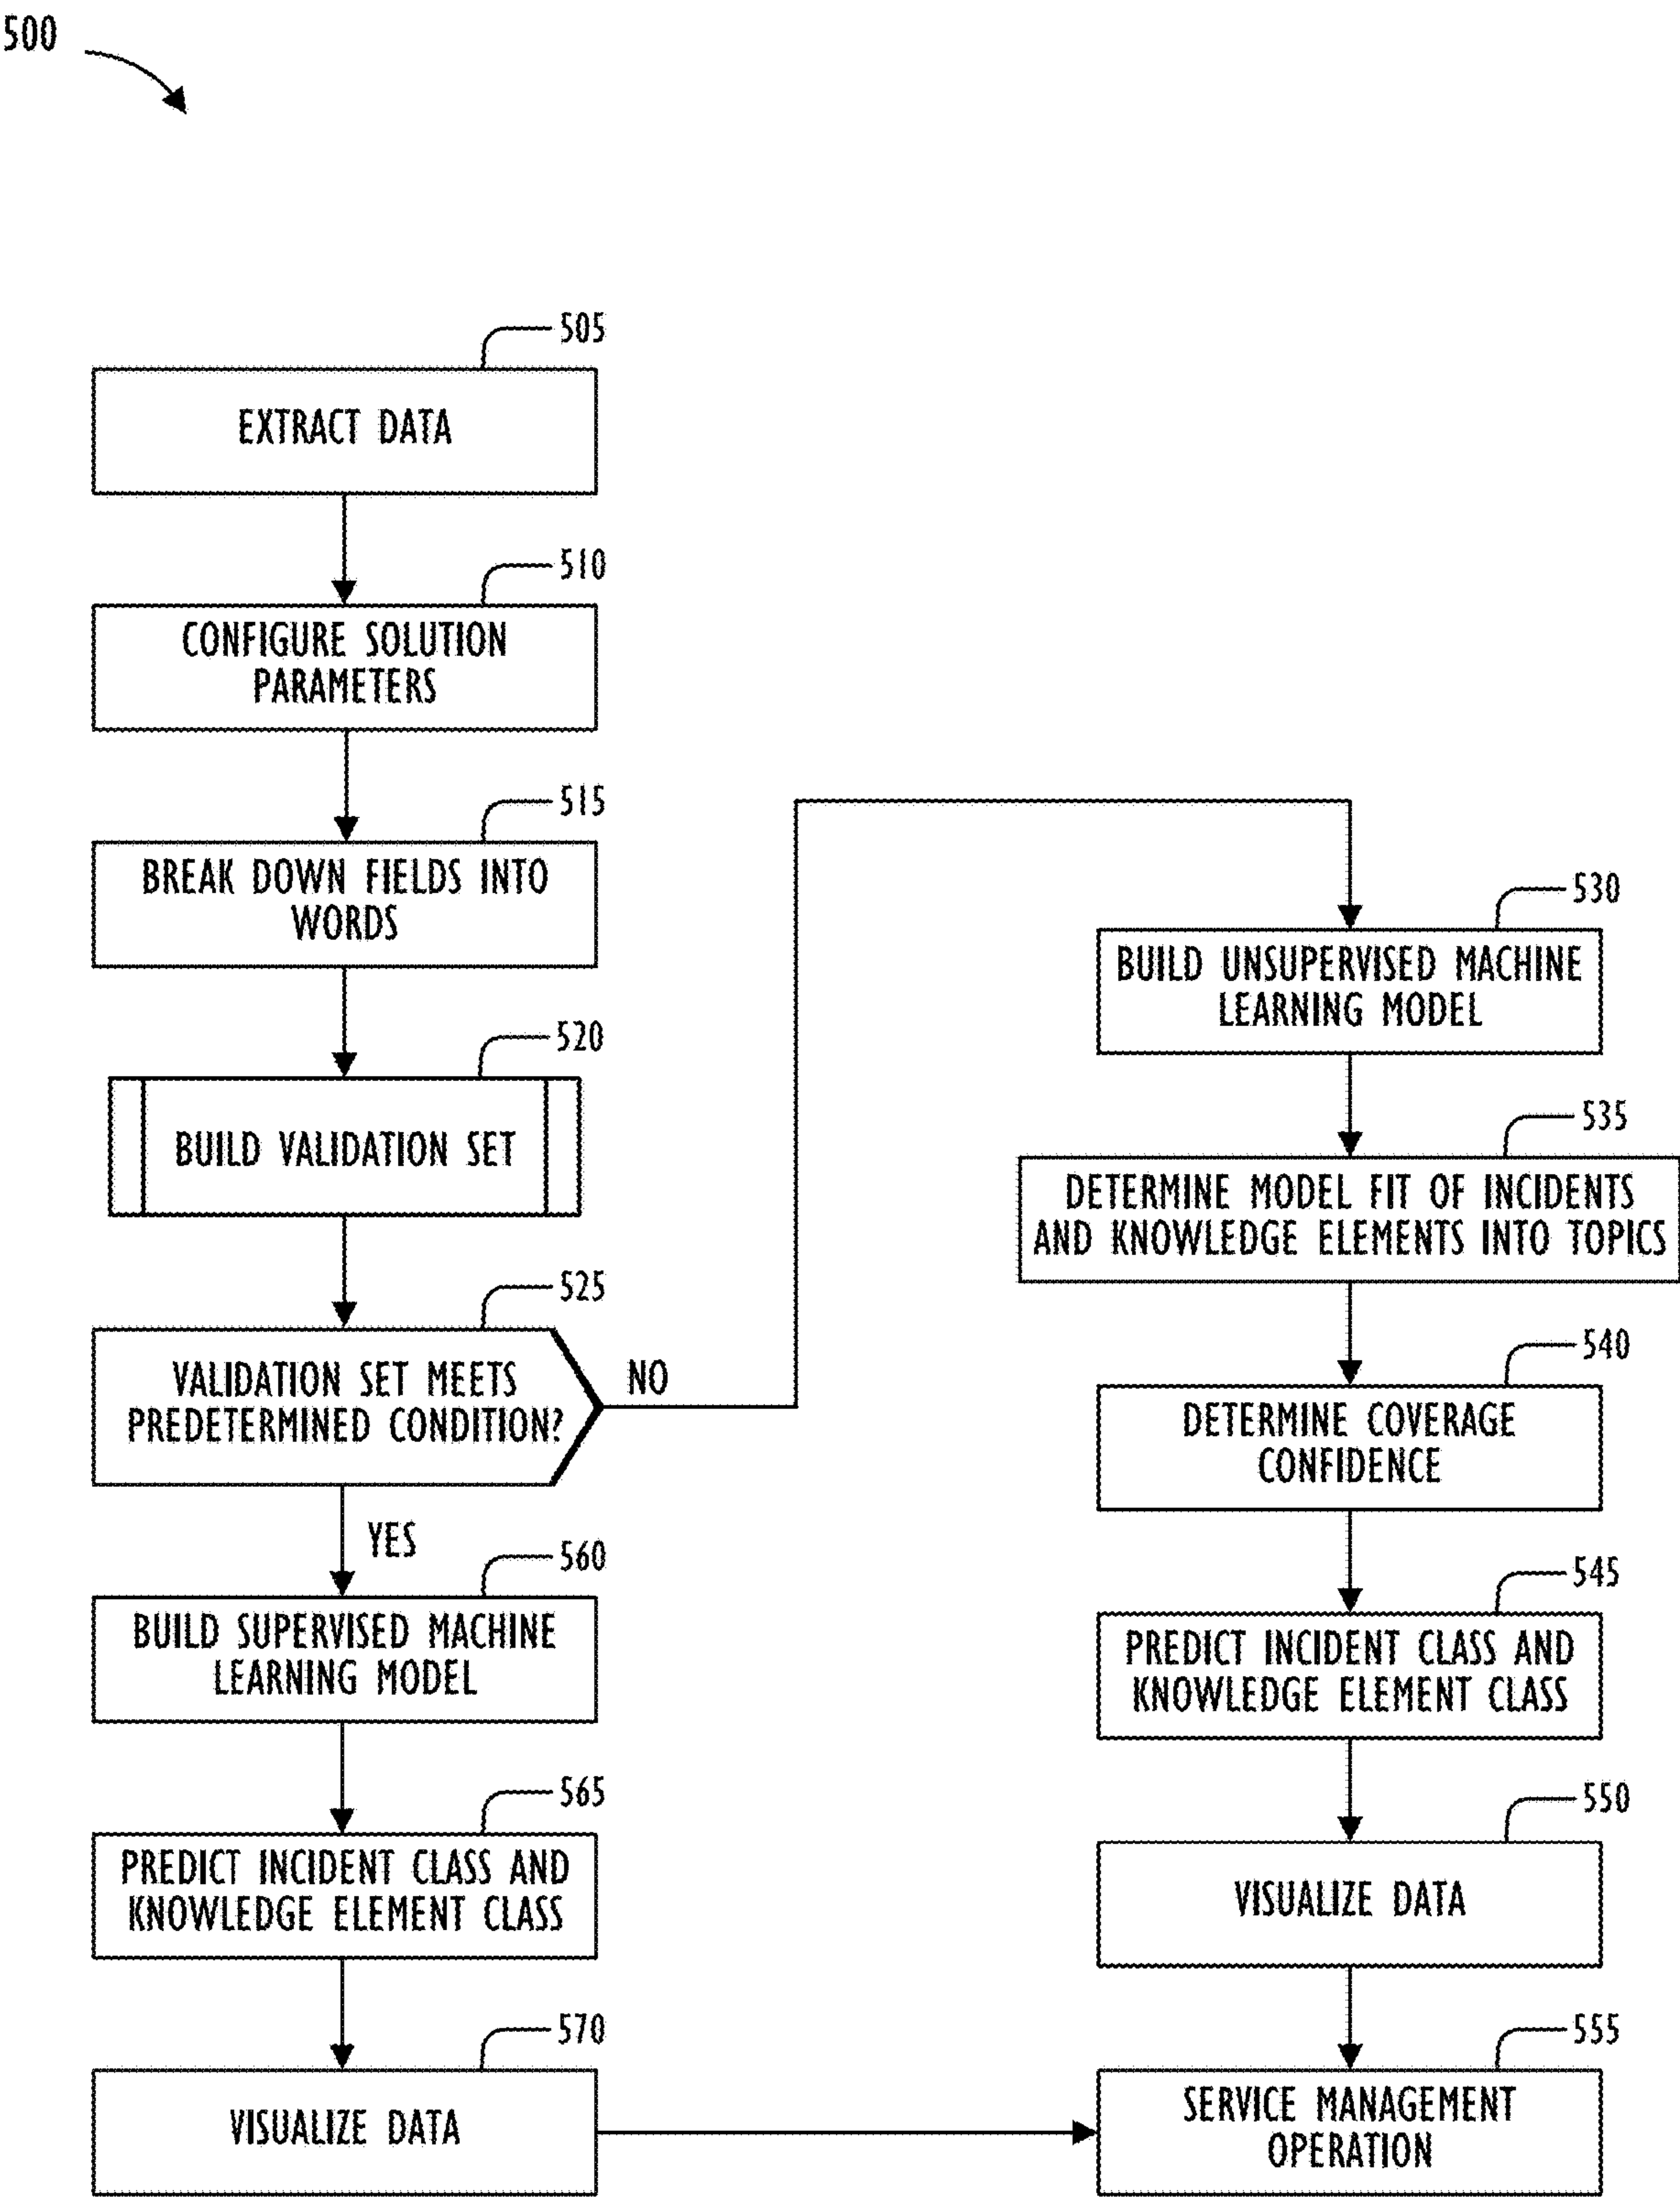 500
505
EXTRACT DATA
510
CONFIGURE SOLUTION
PARAMETERS
515
BREAK DOWN FIELDS INTO
WORDS
520
BUILD VALIDATION SET
525
VALIDATION SET MEETS
PREDETERMINED CONDITION?
NO
YES
560
BUILD SUPERVISED MACHINE
LEARNING MODEL
565
PREDICT INCIDENT CLASS AND
KNOWLEDGE ELEMENT CLASS
570
VISUALIZE DATA
530
BUILD UNSUPERVISED MACHINE
LEARNING MODEL
535
DETERMINE MODEL FIT OF INCIDENTS
AND KNOWLEDGE ELEMENTS INTO TOPICS
540
DETERMINE COVERAGE
CONFIDENCE
545
PREDICT INCIDENT CLASS AND
KNOWLEDGE ELEMENT CLASS
550
VISUALIZE DATA
555
SERVICE MANAGEMENT
OPERATION